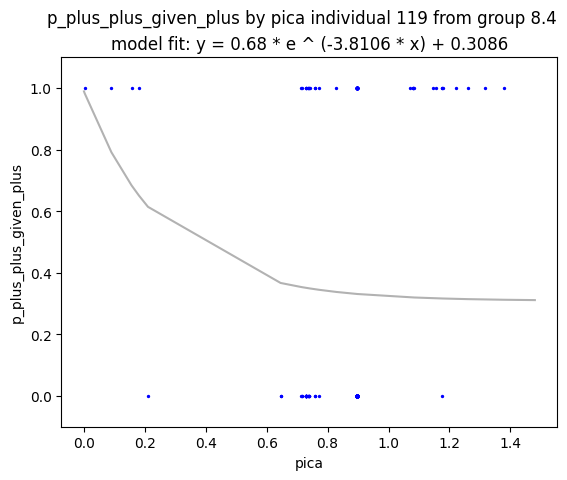 p_plus_plus_given_plus by pica individual 119 from group 8.4
model fit: y = 0.68 * e ^ (-3.8106 * x) + 0.3086
p_plus_plus_given_plus
1.0
0.8
0.6
0.4
0.2
0.0
0.0 0.2 0.4 0.6 0.8 1.0 1.2 1.4
pica